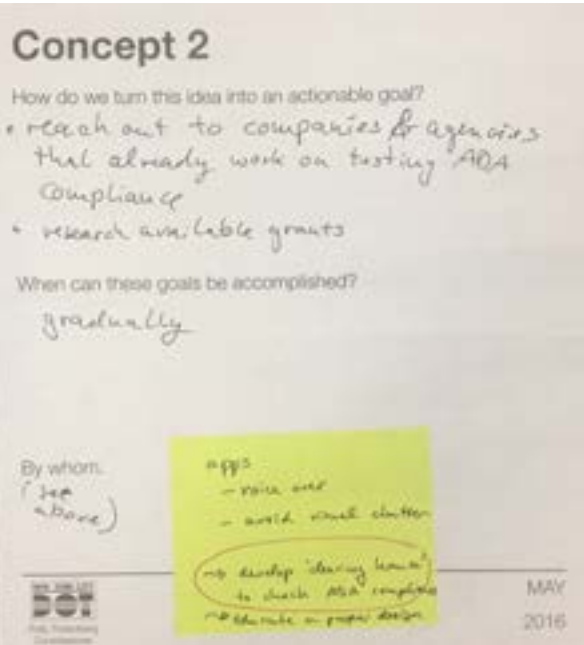 Concept 2
How do we turn this idea into an actionable goal?
• reach out to companies & agencies
that already work on testing ADA
compliance
• research available grants
When can these goals be accomplished?
gradually
By whom.
(see
above)
apps
- voice over
- avoid visual clutter
→ develop 'clearing house'
to check ADA compliance
→ educate on proper design
DOT
MAY
2016